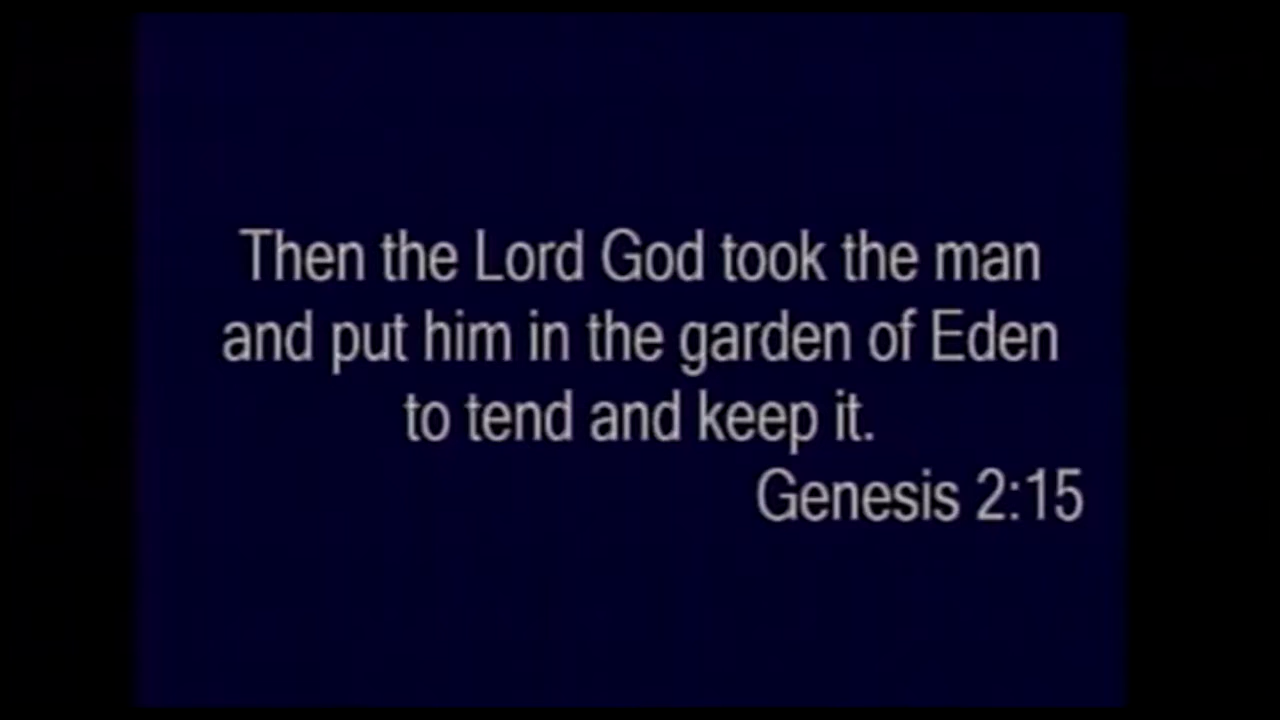 Then the Lord God took the man
and put him in the garden of Eden
to tend and keep it.
Genesis 2:15